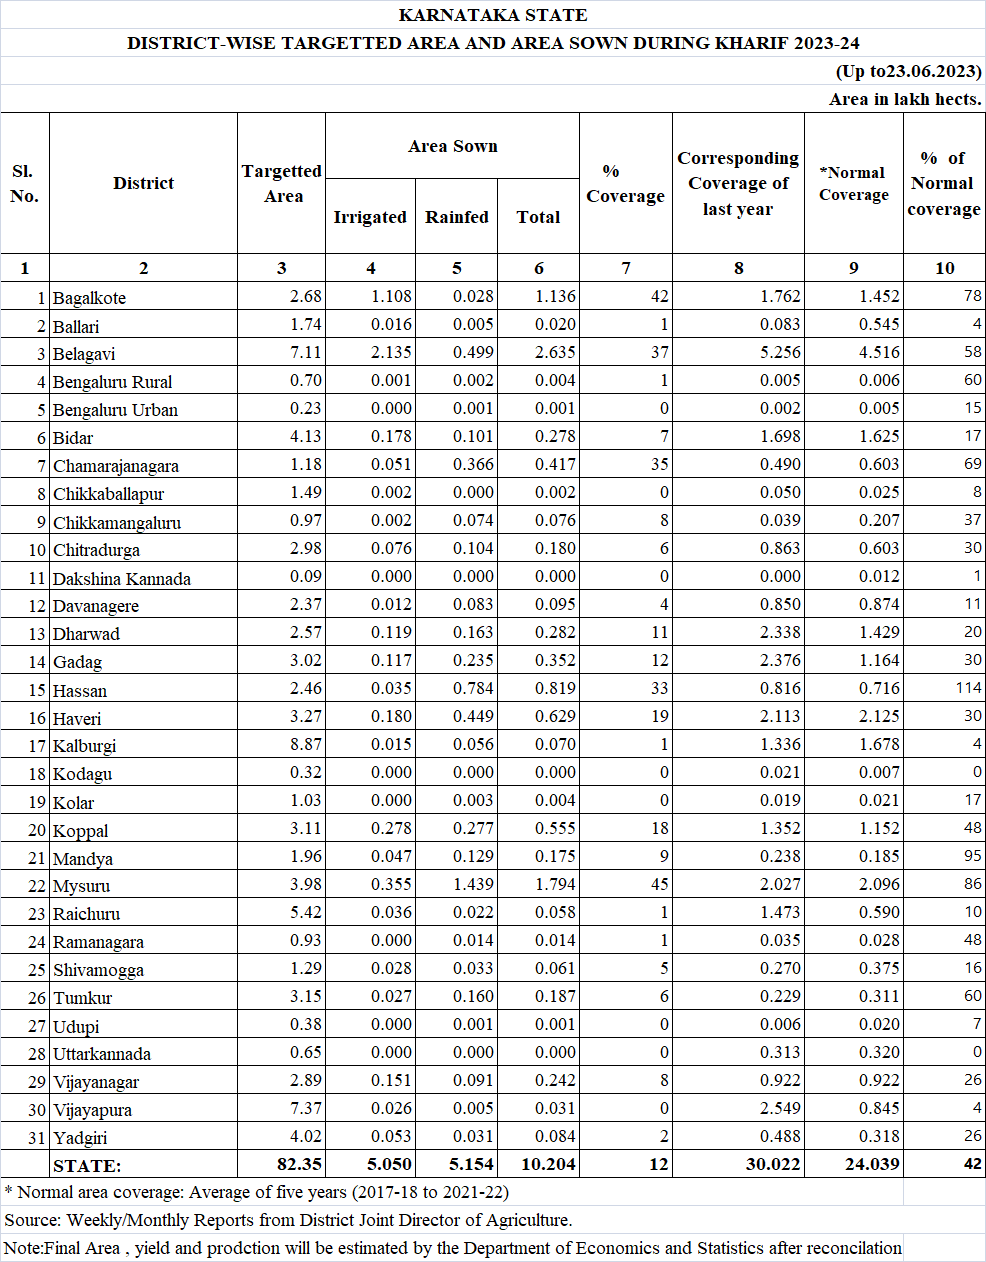 KARNATAKA STATE
DISTRICT-WISE TARGETTED AREA AND AREA SOWN DURING KHARIF 2023-24
(Up to23.06.2023)
Area in lakh hects.
Sl. No. District Targetted Area Area Sown % Coverage Corresponding Coverage of last year *Normal Coverage % of Normal coverage
Irrigated Rainfed Total
1 2 3 4 5 6 7 8 9 10
1 Bagalkote 2.68 1.108 0.028 1.136 42 1.762 1.452 78
2 Ballari 1.74 0.016 0.005 0.020 1 0.083 0.545 4
3 Belagavi 7.11 2.135 0.499 2.635 37 5.256 4.516 58
4 Bengaluru Rural 0.70 0.001 0.002 0.004 1 0.005 0.006 60
5 Bengaluru Urban 0.23 0.000 0.001 0.001 0 0.002 0.005 15
6 Bidar 4.13 0.178 0.101 0.278 7 1.698 1.625 17
7 Chamarajanagara 1.18 0.051 0.366 0.417 35 0.490 0.603 69
8 Chikkaballapur 1.49 0.002 0.000 0.002 0 0.050 0.025 8
9 Chikkamangaluru 0.97 0.002 0.074 0.076 8 0.039 0.207 37
10 Chitradurga 2.98 0.076 0.104 0.180 6 0.863 0.603 30
11 Dakshina Kannada 0.09 0.000 0.000 0.000 0 0.000 0.012 1
12 Davanagere 2.37 0.012 0.083 0.095 4 0.850 0.874 11
13 Dharwad 2.57 0.119 0.163 0.282 11 2.338 1.429 20
14 Gadag 3.02 0.117 0.235 0.352 12 2.376 1.164 30
15 Hassan 2.46 0.035 0.784 0.819 33 0.816 0.716 114
16 Haveri 3.27 0.180 0.449 0.629 19 2.113 2.125 30
17 Kalburgi 8.87 0.015 0.056 0.070 1 1.336 1.678 4
18 Kodagu 0.32 0.000 0.000 0.000 0 0.021 0.007 0
19 Kolar 1.03 0.000 0.003 0.004 0 0.019 0.021 17
20 Koppal 3.11 0.278 0.277 0.555 18 1.352 1.152 48
21 Mandya 1.96 0.047 0.129 0.175 9 0.238 0.185 95
22 Mysuru 3.98 0.355 1.439 1.794 45 2.027 2.096 86
23 Raichuru 5.42 0.036 0.022 0.058 1 1.473 0.590 10
24 Ramanagara 0.93 0.000 0.014 0.014 1 0.035 0.028 48
25 Shivamogga 1.29 0.028 0.033 0.061 5 0.270 0.375 16
26 Tumkur 3.15 0.027 0.160 0.187 6 0.229 0.311 60
27 Udupi 0.38 0.000 0.001 0.001 0 0.006 0.020 7
28 Uttarkannada 0.65 0.000 0.000 0.000 0 0.313 0.320 0
29 Vijayanagar 2.89 0.151 0.091 0.242 8 0.922 0.922 26
30 Vijayapura 7.37 0.026 0.005 0.031 0 2.549 0.845 4
31 Yadgiri 4.02 0.053 0.031 0.084 2 0.488 0.318 26
STATE: 82.35 5.050 5.154 10.204 12 30.022 24.039 42
* Normal area coverage: Average of five years (2017-18 to 2021-22)
Source: Weekly/Monthly Reports from District Joint Director of Agriculture.
Note:Final Area , yield and prodction will be estimated by the Department of Economics and Statistics after reconcilation